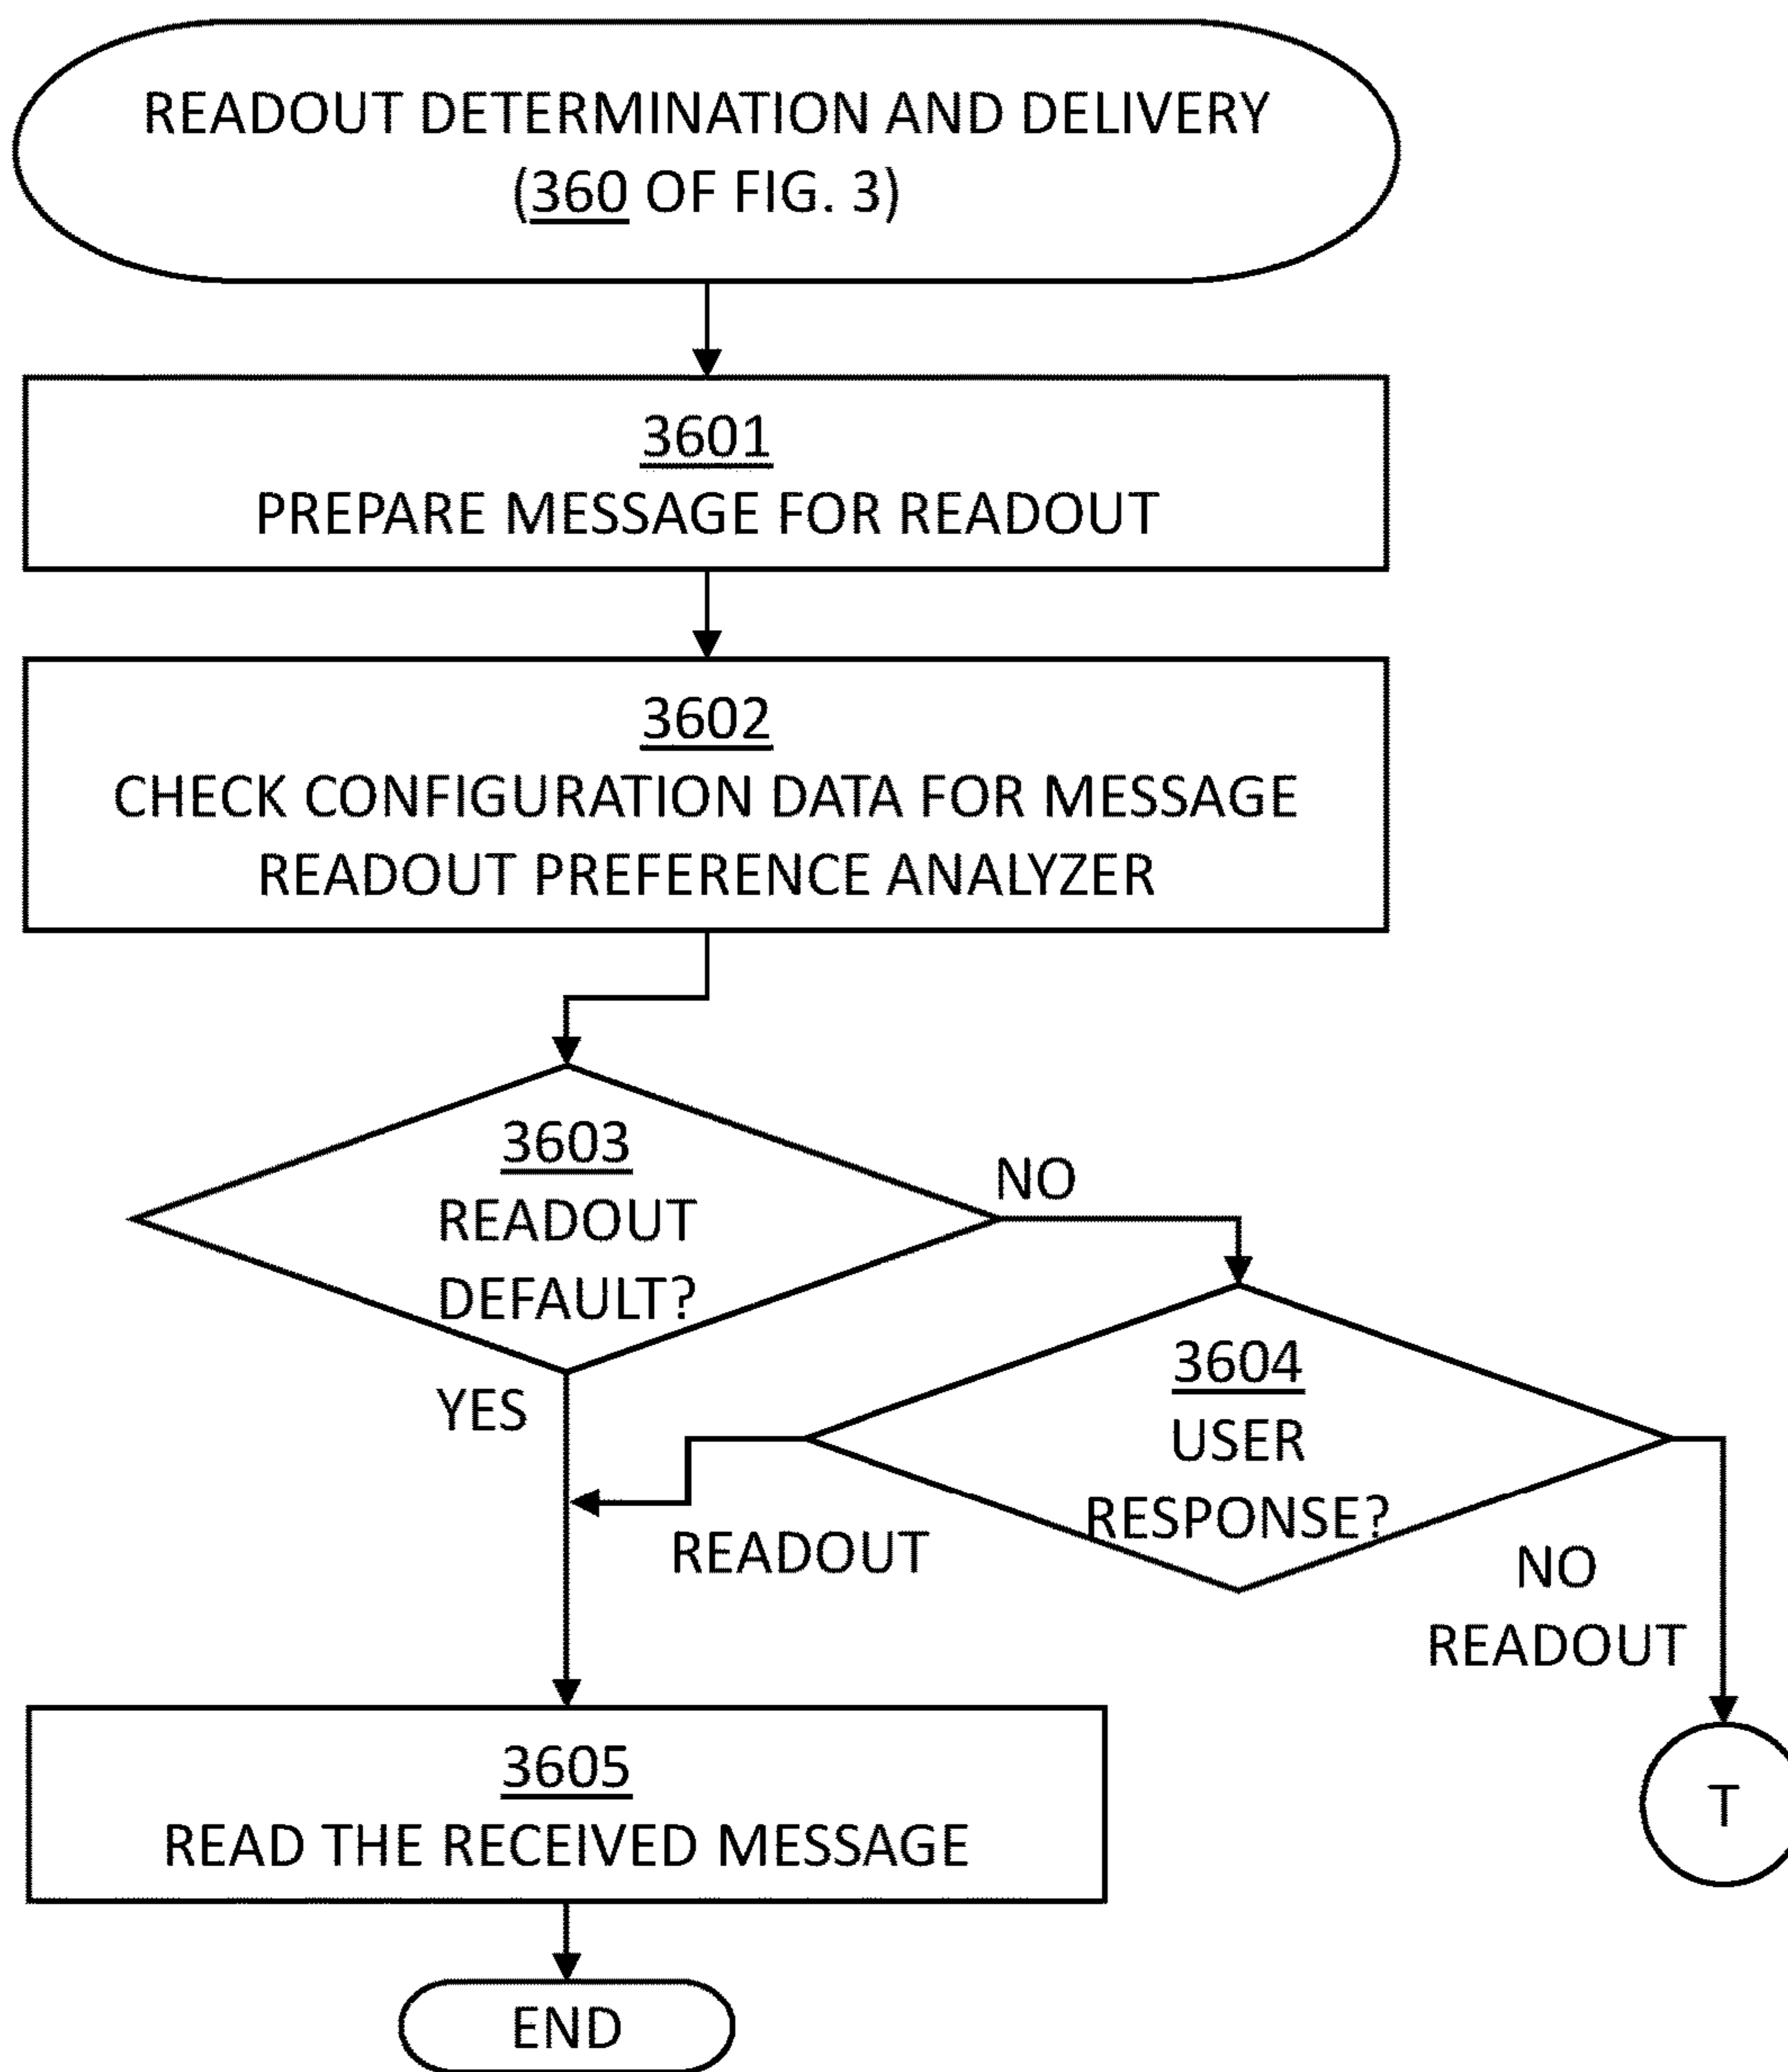 READOUT DETERMINATION AND DELIVERY
(360 OF FIG. 3)
3601
PREPARE MESSAGE FOR READOUT
3602
CHECK CONFIGURATION DATA FOR MESSAGE
READOUT PREFERENCE ANALYZER
3603
READOUT
DEFAULT?
NO
YES
3604
USER
RESPONSE?
READOUT
NO
READOUT
3605
READ THE RECEIVED MESSAGE
T
END